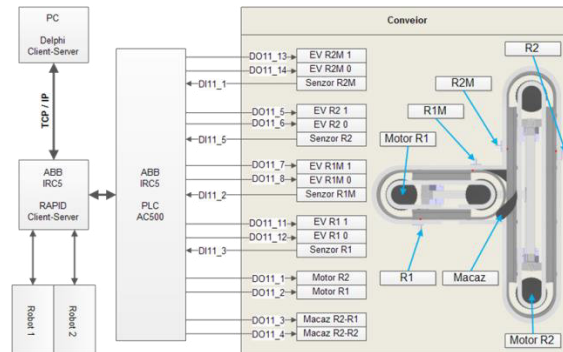 Conveior
PC
Delphi
Client-Server
TCP / IP
ABB
IRC5
RAPID
Client-Server
Robot 1
Robot 2
ABB
IRC5
PLC
AC500
DO11_13
EV R2M 1
DO11_14
EV R2M 0
DI11_1
Senzor R2M
DO11_5
EV R2 1
DO11_6
EV R2 0
DI11_5
Senzor R2
DO11_7
EV R1M 1
DO11_8
EV R1M 0
DI11_2
Senzor R1M
DO11_11
EV R1 1
DO11_12
EV R1 0
DI11_3
Senzor R1
DO11_1
Motor R2
DO11_2
Motor R1
DO11_3
Macaz R2-R1
DO11_4
Macaz R2-R2
R2
R2M
R1M
Motor R1
R1
Macaz
Motor R2